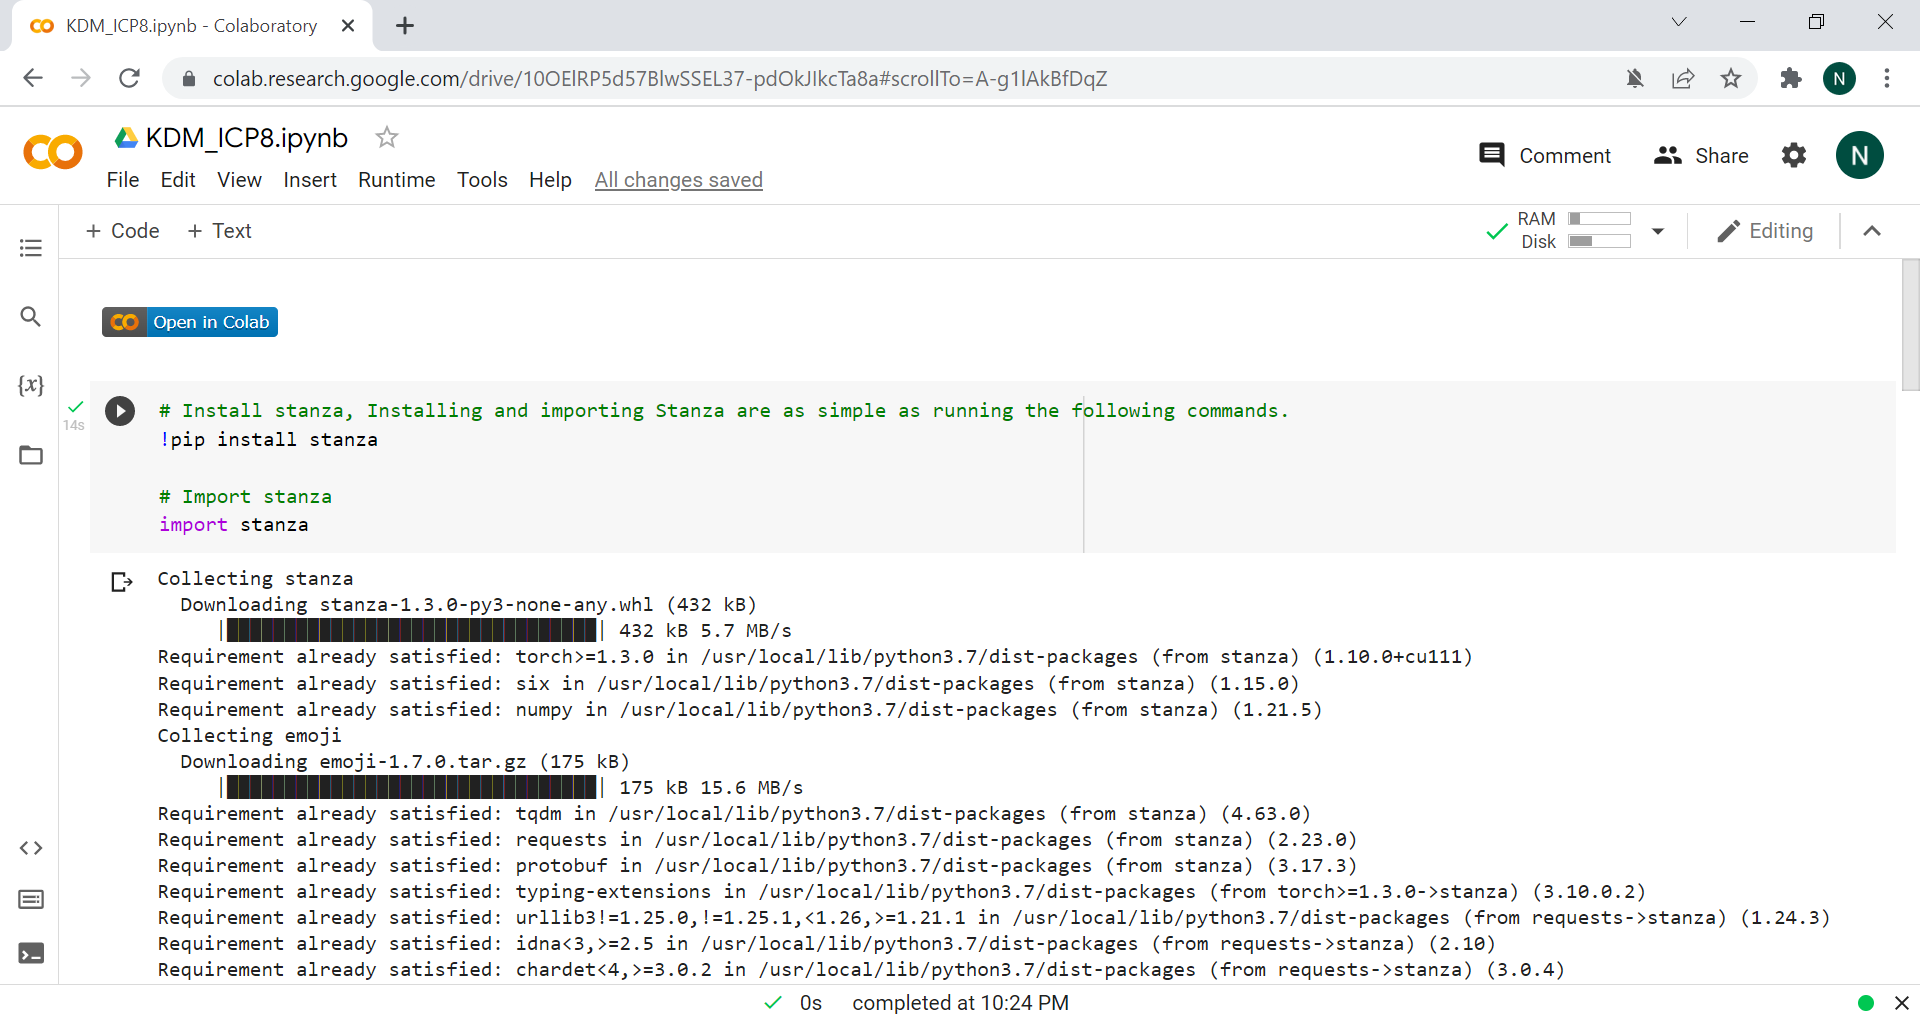 KDM_ICP8.ipynb - Colaboratory
colab.research.google.com/drive/10OElRP5d57BlwSSEL37-pdOkJIkcTa8a#scrollTo=A-g1lAkBfDqZ
N
KDM_ICP8.ipynb
Comment
Share
N
File Edit View Insert Runtime Tools Help All changes saved
+ Code + Text
RAM
Disk
Editing
Open in Colab
{x}
14s
# Install stanza, Installing and importing Stanza are as simple as running the following commands.
!pip install stanza
# Import stanza
import stanza
Collecting stanza
Downloading stanza-1.3.0-py3-none-any.whl (432 kB)
432 kB 5.7 MB/s
Requirement already satisfied: torch>=1.3.0 in /usr/local/lib/python3.7/dist-packages (from stanza) (1.10.0+cu111)
Requirement already satisfied: six in /usr/local/lib/python3.7/dist-packages (from stanza) (1.15.0)
Requirement already satisfied: numpy in /usr/local/lib/python3.7/dist-packages (from stanza) (1.21.5)
Collecting emoji
Downloading emoji-1.7.0.tar.gz (175 kB)
175 kB 15.6 MB/s
Requirement already satisfied: tqdm in /usr/local/lib/python3.7/dist-packages (from stanza) (4.63.0)
Requirement already satisfied: requests in /usr/local/lib/python3.7/dist-packages (from stanza) (2.23.0)
Requirement already satisfied: protobuf in /usr/local/lib/python3.7/dist-packages (from stanza) (3.17.3)
Requirement already satisfied: typing-extensions in /usr/local/lib/python3.7/dist-packages (from torch>=1.3.0->stanza) (3.10.0.2)
Requirement already satisfied: urllib3!=1.25.0,!=1.25.1,<1.26,>=1.21.1 in /usr/local/lib/python3.7/dist-packages (from requests->stanza) (1.24.3)
Requirement already satisfied: idna<3,>=2.5 in /usr/local/lib/python3.7/dist-packages (from requests->stanza) (2.10)
Requirement already satisfied: chardet<4,>=3.0.2 in /usr/local/lib/python3.7/dist-packages (from requests->stanza) (3.0.4)
0s completed at 10:24 PM